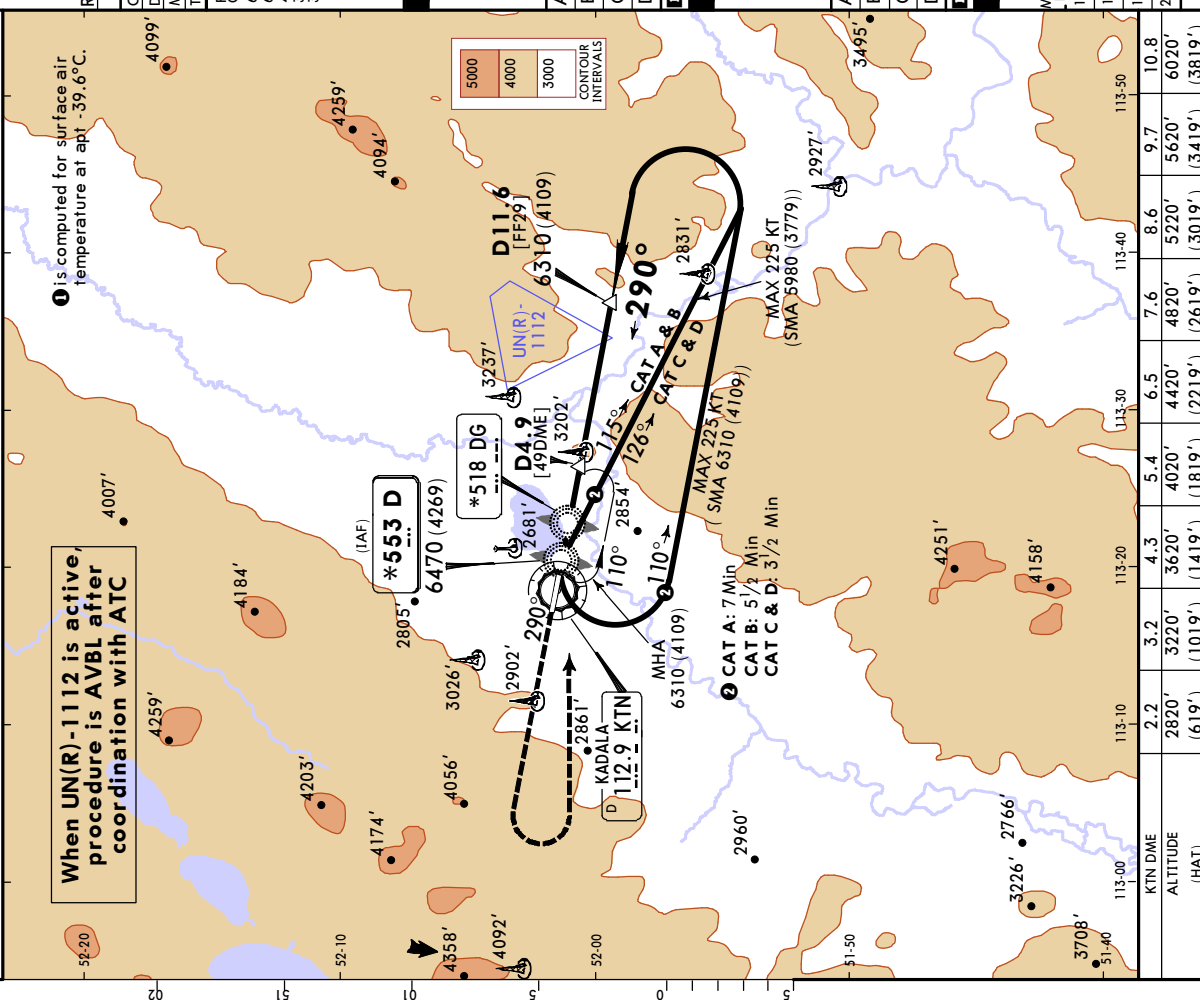 When UN(R)-1112 is active,
procedure is AVBL after
coordination with ATC
❶ is computed for surface air
temperature at apt -39.6°C.
4099'
4259'
4094'
5000
4000
3000
CONTOUR
INTERVALS
3495'
4007'
4184'
4259'
4203'
4174'
4056'
4358'
4092'
(IAF)
*553 D
6470 (4269)
*518 DG
D4.9
[49DME]
3202'
3237'
UN(R)-
1112
D11.6
[FF29]
6310 (4109)
290°
2681'
2805'
3026'
2902'
290°
2861'
KADALA
D
112.9 KTN
MHA
6310 (4109)
110°
110°
2854'
115°
CAT A & B
126°
CAT C & D
2831'
MAX 225 KT
(SMA 5980 (3779))
MAX 225 KT
(SMA 6310 (4109))
2927'
❷
❷
❷ CAT A: 7 Min
CAT B: 5 1/2 Min
CAT C & D: 3 1/2 Min
4251'
4158'
2960'
2766'
3226'
3708'
52-20
52-10
52-00
51-50
51-40
113-00
113-10
113-20
113-30
113-40
113-50
20
15
10
5
0
5
KTN DME 2.2 3.2 4.3 5.4 6.5 7.6 8.6 9.7 10.8
ALTITUDE 2820' 3220' 3620' 4020' 4420' 4820' 5220' 5620' 6020'
(HAT) (619') (1019') (1419') (1819') (2219') (2619') (3019') (3419') (3819')